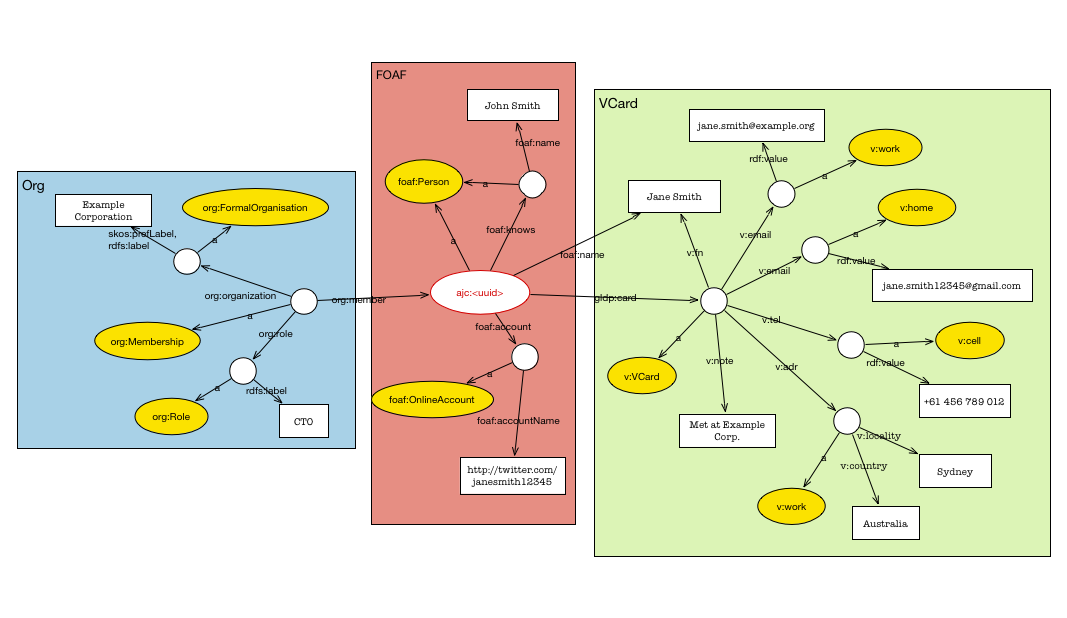 Org
Example
Corporation
org:FormalOrganisation
skos:prefLabel,
rdfs:label
a
org:organization
a
org:Membership
org:role
a
rdfs:label
org:Role
CTO
org:member
FOAF
John Smith
foaf:name
foaf:Person
a
a
foaf:knows
foaf:name
ajc:<uuid>
gldp:card
foaf:account
a
foaf:OnlineAccount
foaf:accountName
http://twitter.com/
janesmith12345
VCard
jane.smith@example.org
rdf:value
v:work
a
Jane Smith
v:home
v:fn
v:email
a
rdf:value
v:email
jane.smith12345@gmail.com
v:tel
a
v:cell
rdf:value
a
v:note
v:adr
v:VCard
+61 456 789 012
Met at Example
Corp.
v:locality
a
v:country
Sydney
v:work
Australia